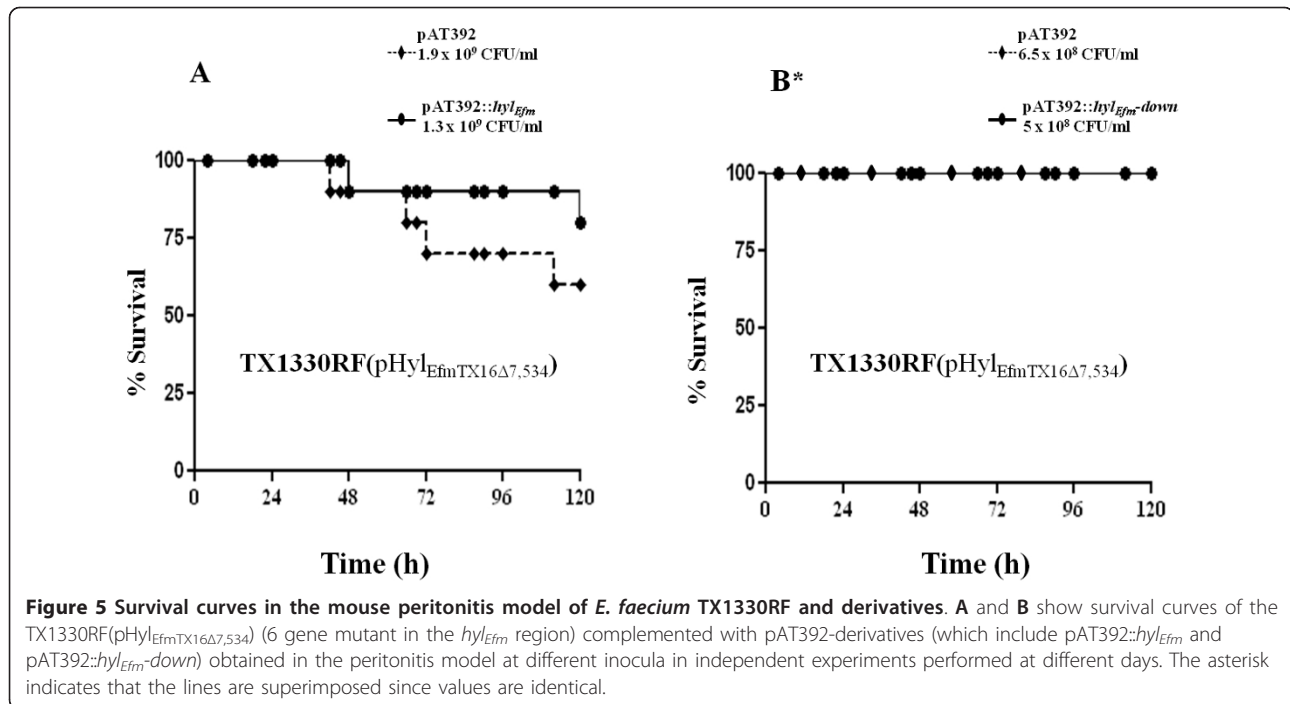 pAT392
1.9 x 10⁹ CFU/ml
A
pAT392::hylEfm
1.3 x 10⁹ CFU/ml
100
75
50
25
0
% Survival
TX1330RF(pHylEfmTX16Δ7,534)
0 24 48 72 96 120
Time (h)
pAT392
6.5 x 10⁸ CFU/ml
B*
pAT392::hylEfm-down
5 x 10⁸ CFU/ml
100
75
50
25
0
% Survival
TX1330RF(pHylEfmTX16Δ7,534)
0 24 48 72 96 120
Time (h)
Figure 5 Survival curves in the mouse peritonitis model of E. faecium TX1330RF and derivatives. A and B show survival curves of the
TX1330RF(pHylEfmTX16Δ7,534) (6 gene mutant in the hylEfm region) complemented with pAT392-derivatives (which include pAT392::hylEfm and
pAT392::hylEfm-down) obtained in the peritonitis model at different inocula in independent experiments performed at different days. The asterisk
indicates that the lines are superimposed since values are identical.